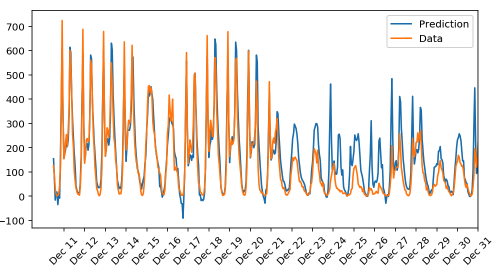 Prediction
Data
700
600
500
400
300
200
100
0
−100
Dec 11
Dec 12
Dec 13
Dec 14
Dec 15
Dec 16
Dec 17
Dec 18
Dec 19
Dec 20
Dec 21
Dec 22
Dec 23
Dec 24
Dec 25
Dec 26
Dec 27
Dec 28
Dec 29
Dec 30
Dec 31